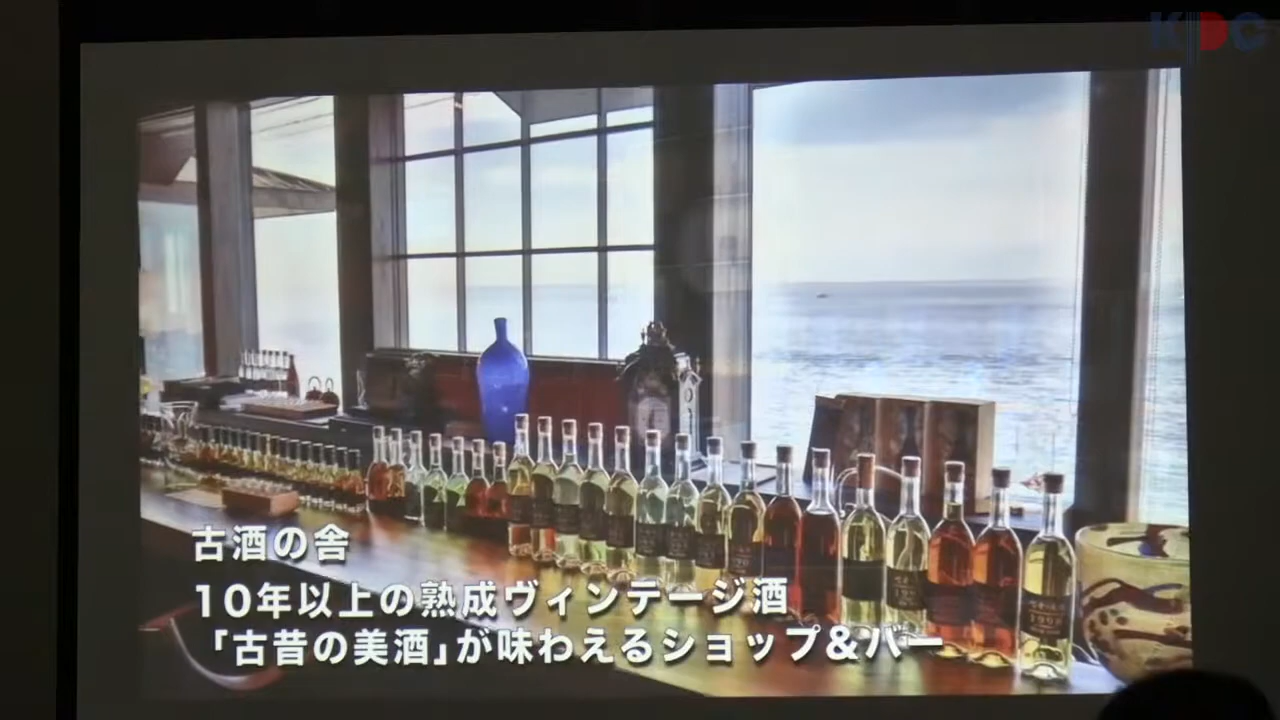 KDC
古酒の舎
10年以上の熟成ヴィンテージ酒
「古昔の美酒」が味わえるショップ&バー